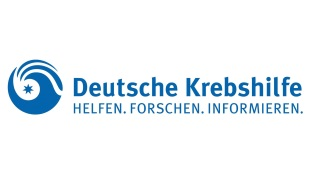 Deutsche Krebshilfe
HELFEN. FORSCHEN. INFORMIEREN.